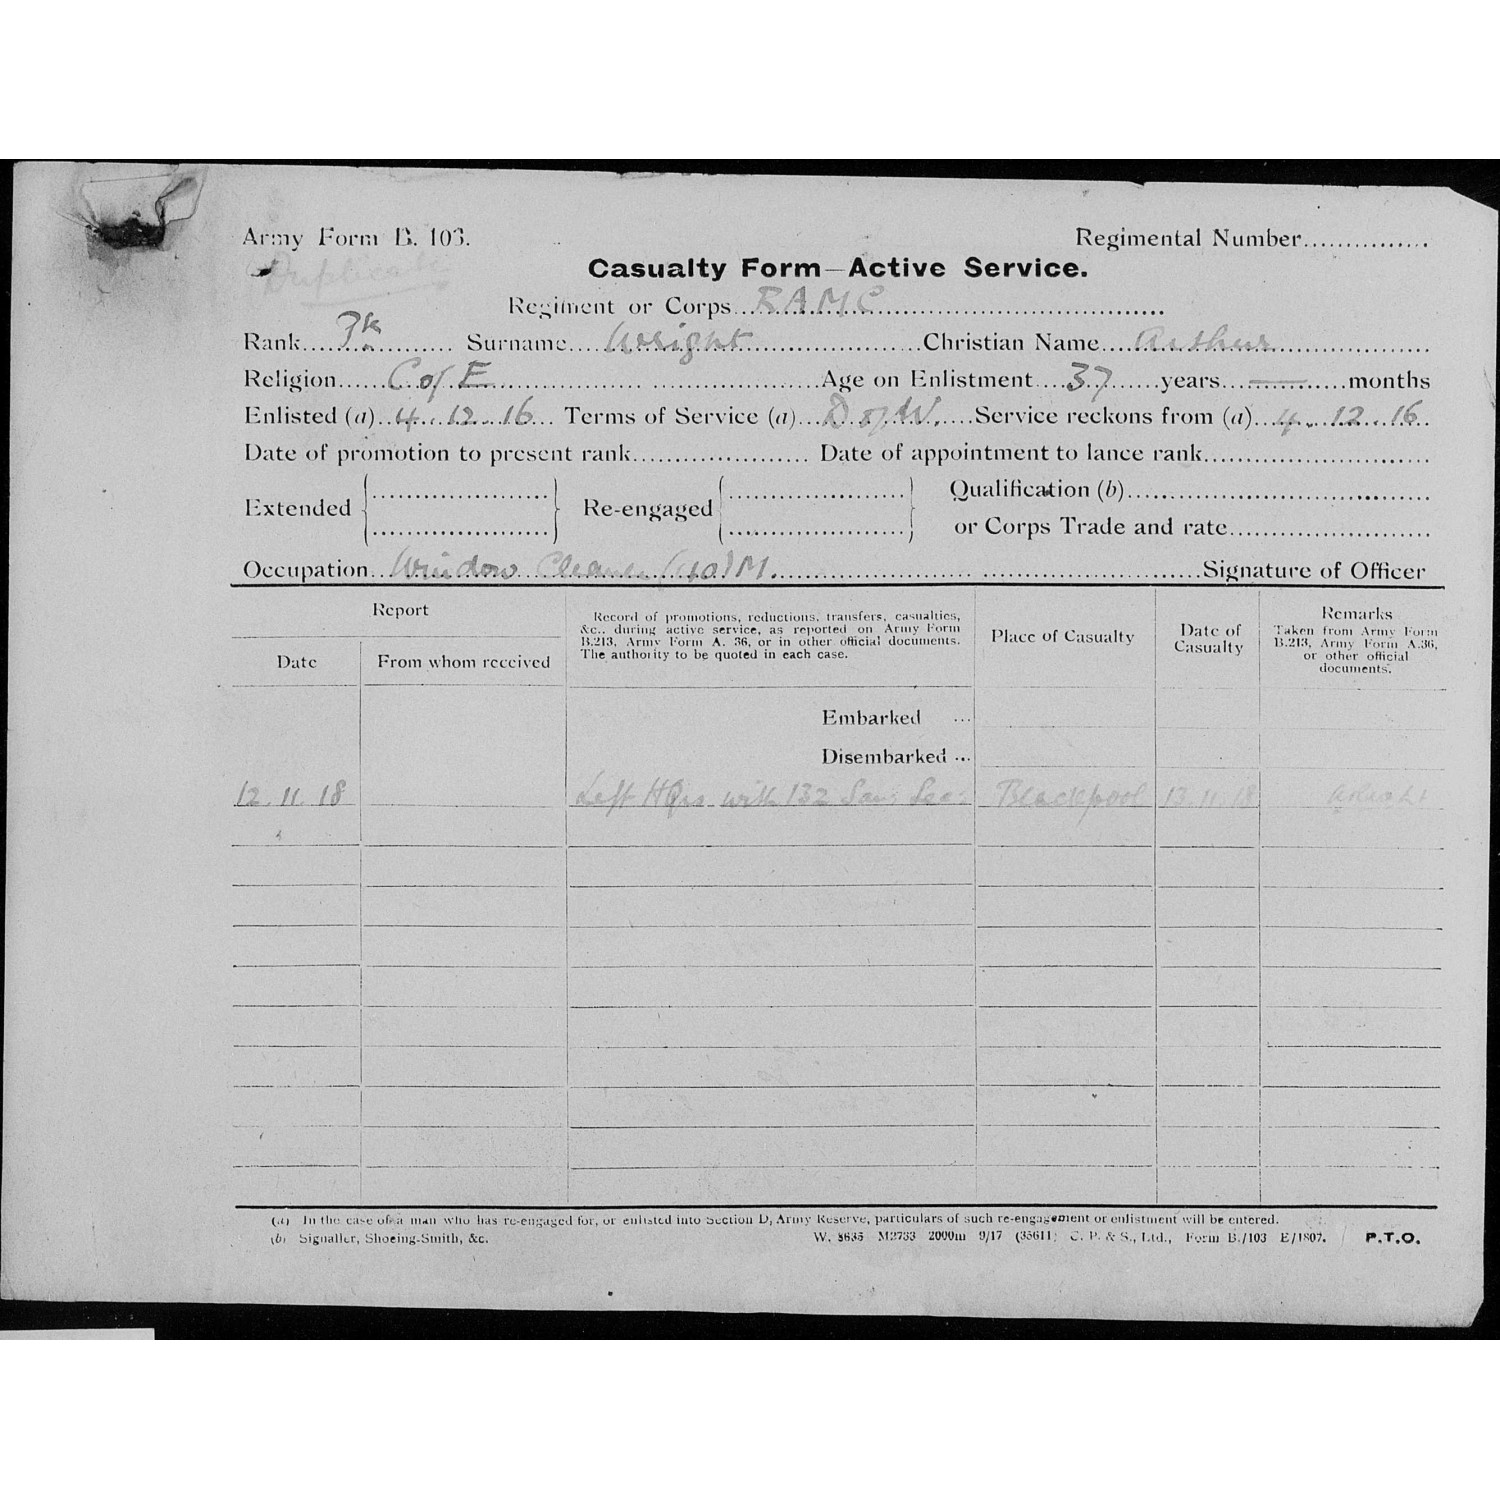 Army Form B. 103.
Regimental Number...............
Duplicate
Casualty Form—Active Service.
Regiment or Corps... R.A.M.C.
Rank... Pte Surname... Wright Christian Name... Arthur
Religion... C of E Age on Enlistment... 37 years... — months
Enlisted (a) 4.12.16 Terms of Service (a) D of W. Service reckons from (a) 4.12.16
Date of promotion to present rank.................. Date of appointment to lance rank........................
Extended Re-engaged Qualification (b)...........................
or Corps Trade and rate.....................
Occupation Window Cleaner M. Signature of Officer
Report
Record of promotions, reductions, transfers, casualties, &c., during active service, as reported on Army Form B.213, Army Form A. 36, or in other official documents. The authority to be quoted in each case.
Place of Casualty
Date of Casualty
Remarks
Taken from Army Form B.213, Army Form A.36, or other official documents.
Date From whom received
Embarked ...
Disembarked ...
12.11.18 Left HQrs with 132 San: Sec: Blackpool 13.11.18
(a) In the case of a man who has re-engaged for, or enlisted into Section D, Army Reserve, particulars of such re-engagement or enlistment will be entered.
(b) Signaller, Shoeing-Smith, &c. W. 8635 M2733 2000m 9/17 (35611) C. P. & S., Ltd., Form B./103 E/1807. P.T.O.